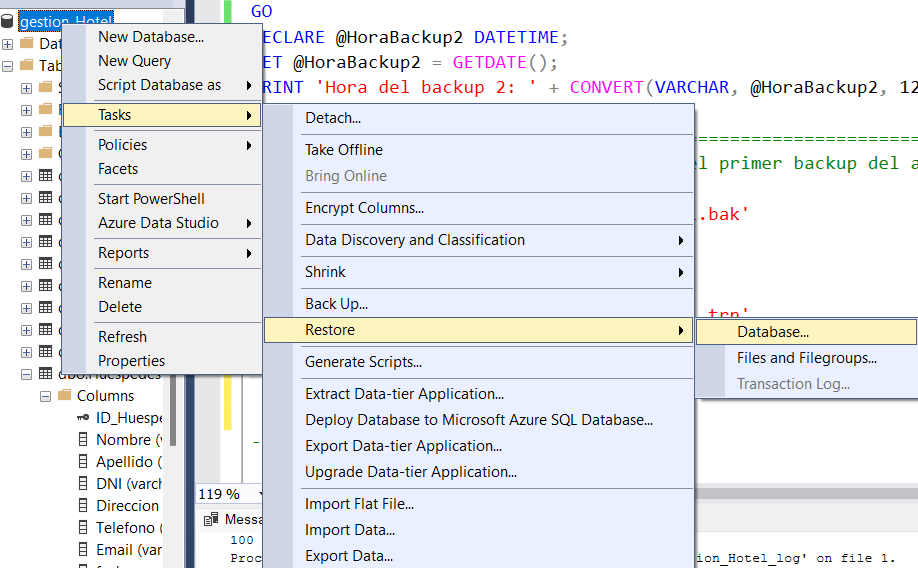 gestion_Hotel
Dat
Tab
dbo.Huespedes
Columns
ID_Huespe
Nombre (v
Apellido (
DNI (varch
Direccion
Telefono (
Email (var
New Database...
New Query
Script Database as
Tasks
Policies
Facets
Start PowerShell
Azure Data Studio
Reports
Rename
Delete
Refresh
Properties
Detach...
Take Offline
Bring Online
Encrypt Columns...
Data Discovery and Classification
Shrink
Back Up...
Restore
Generate Scripts...
Extract Data-tier Application...
Deploy Database to Microsoft Azure SQL Database...
Export Data-tier Application...
Upgrade Data-tier Application...
Import Flat File...
Import Data...
Export Data...
Database...
Files and Filegroups...
Transaction Log...
GO
ECLARE @HoraBackup2 DATETIME;
ET @HoraBackup2 = GETDATE();
RINT 'Hora del backup 2: ' + CONVERT(VARCHAR, @HoraBackup2, 12
==================
el primer backup del a
.bak'
.trn'
119 %
Messa
100
Proc
ion_Hotel_log' on file 1.